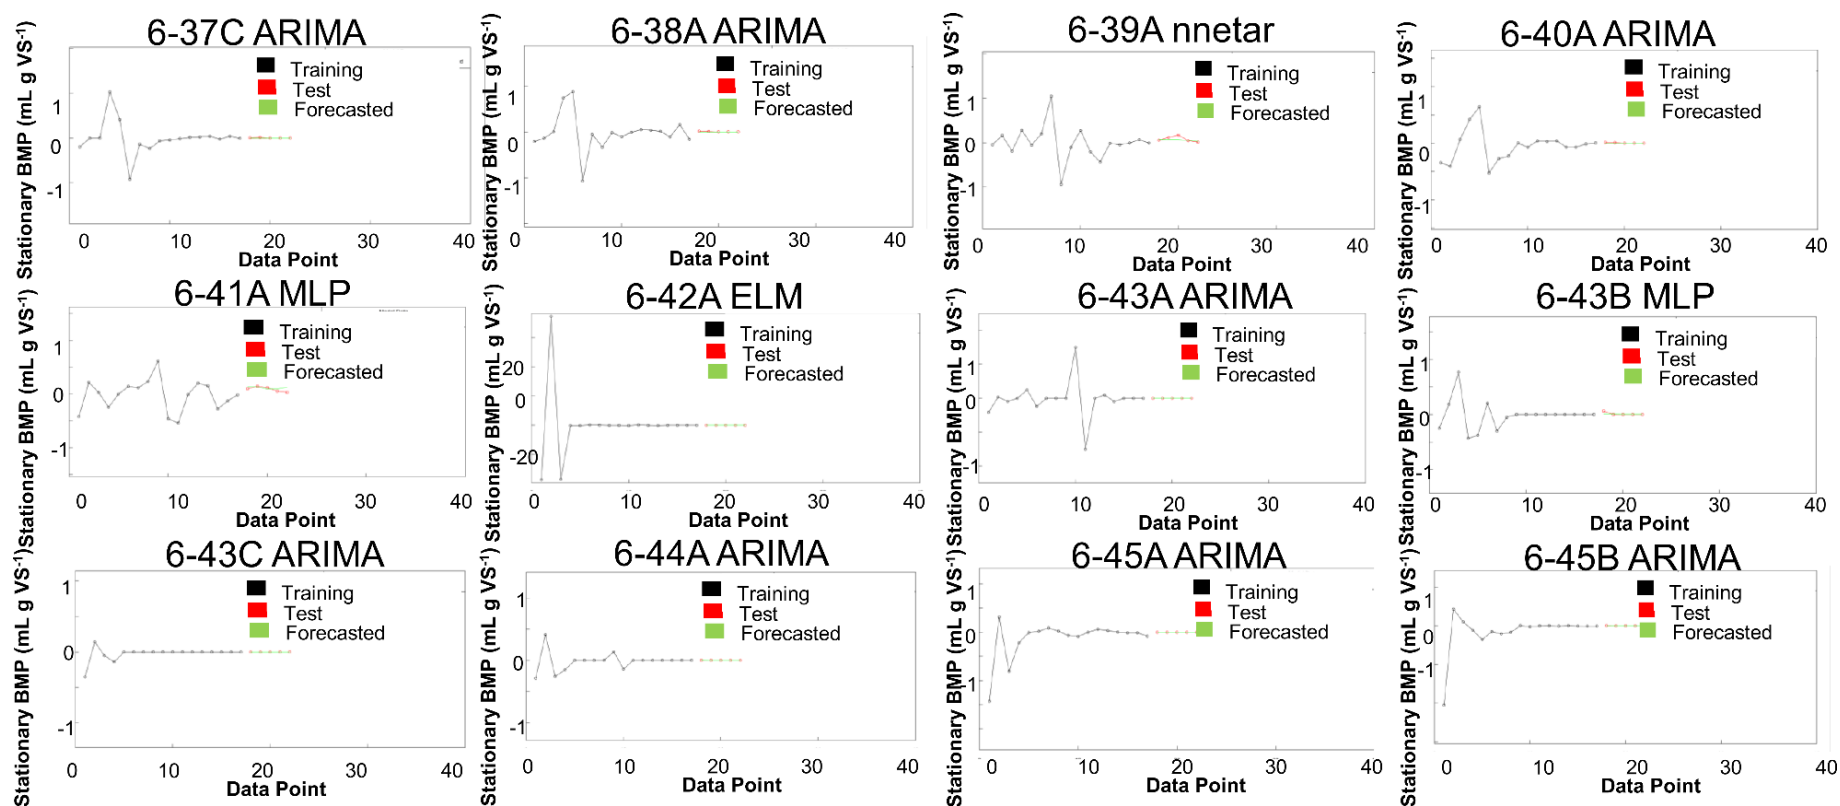 6-37C ARIMA
Stationary BMP (mL g VS⁻¹)
Training
Test
Forecasted
1
0
-1
0 10 20 30 40
Data Point
6-38A ARIMA
Stationary BMP (mL g VS⁻¹)
Training
Test
Forecasted
1
0
-1
0 10 20 30 40
Data Point
6-39A nnetar
Stationary BMP (mL g VS⁻¹)
Training
Test
Forecasted
1
0
-1
0 10 20 30 40
Data Point
6-40A ARIMA
Stationary BMP (mL g VS⁻¹)
Training
Test
Forecasted
1
0
-1
0 10 20 30 40
Data Point
6-41A MLP
Stationary BMP (mL g VS⁻¹)
Training
Test
Forecasted
1
0
-1
0 10 20 30 40
Data Point
6-42A ELM
Stationary BMP (mL g VS⁻¹)
Training
Test
Forecasted
20
0
-20
0 10 20 30 40
Data Point
6-43A ARIMA
Stationary BMP (mL g VS⁻¹)
Training
Test
Forecasted
1
0
-1
0 10 20 30 40
Data Point
6-43B MLP
Stationary BMP (mL g VS⁻¹)
Training
Test
Forecasted
1
0
-1
0 10 20 30 40
Data Point
6-43C ARIMA
Stationary BMP (mL g VS⁻¹)
Training
Test
Forecasted
1
0
-1
0 10 20 30 40
Data Point
6-44A ARIMA
Stationary BMP (mL g VS⁻¹)
Training
Test
Forecasted
1
0
-1
0 10 20 30 40
Data Point
6-45A ARIMA
Stationary BMP (mL g VS⁻¹)
Training
Test
Forecasted
1
0
-1
0 10 20 30 40
Data Point
6-45B ARIMA
Stationary BMP (mL g VS⁻¹)
Training
Test
Forecasted
1
0
-1
0 10 20 30 40
Data Point